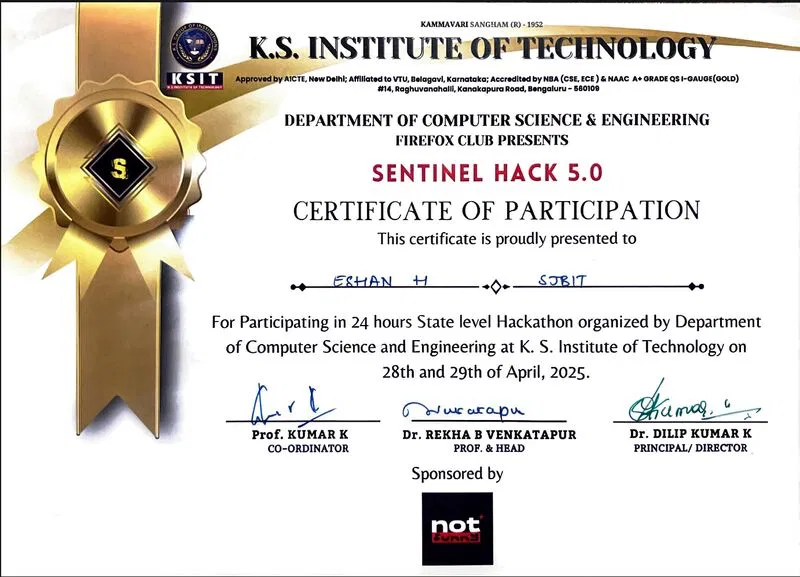 KAMMAVARI SANGHAM (R) - 1952
K.S. INSTITUTE OF TECHNOLOGY
KSIT
K S INSTITUTE OF TECHNOLOGY
Approved by AICTE, New Delhi; Affiliated to VTU, Belagavi, Karnataka; Accredited by NBA (CSE, ECE ) & NAAC A+ GRADE QS I-GAUGE(GOLD)
#14, Raghuvanahalli, Kanakapura Road, Bengaluru - 560109
DEPARTMENT OF COMPUTER SCIENCE & ENGINEERING
FIREFOX CLUB PRESENTS
S
SENTINEL HACK 5.0
CERTIFICATE OF PARTICIPATION
This certificate is proudly presented to
ESHAN H SJBIT
For Participating in 24 hours State level Hackathon organized by Department
of Computer Science and Engineering at K. S. Institute of Technology on
28th and 29th of April, 2025.
Prof. KUMAR K Dr. REKHA B VENKATAPUR Dr. DILIP KUMAR K
CO-ORDINATOR PROF. & HEAD PRINCIPAL/ DIRECTOR
Sponsored by
not
funny